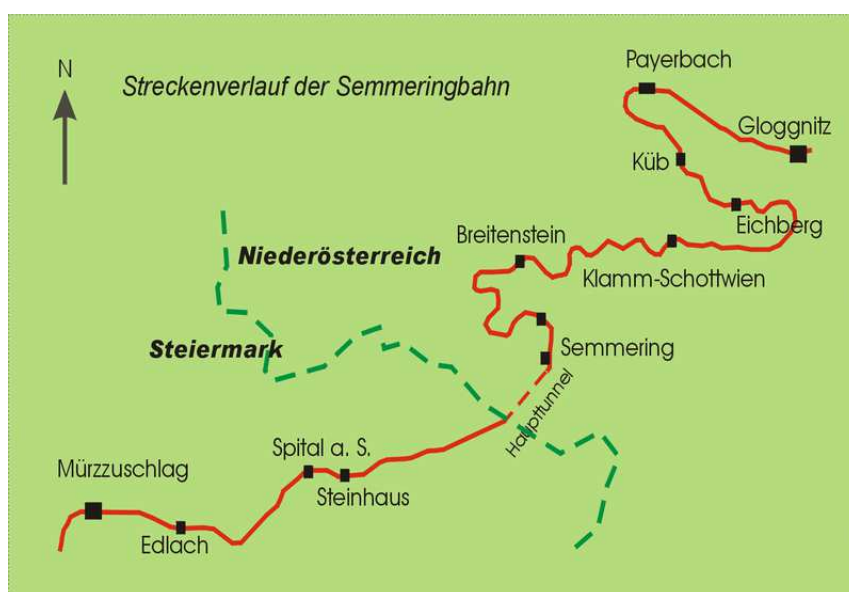 Payerbach
N
Streckenverlauf der Semmeringbahn
Gloggnitz
Küb
Eichberg
Breitenstein
Niederösterreich
Klamm-Schottwien
Steiermark
Semmering
Haupttunnel
Spital a. S.
Mürzzuschlag
Steinhaus
Edlach